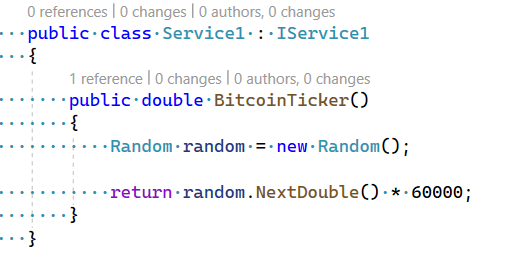 0 references | 0 changes | 0 authors, 0 changes
public class Service1 : IService1
{
1 reference | 0 changes | 0 authors, 0 changes
public double BitcoinTicker()
{
Random random = new Random();
return random.NextDouble() * 60000;
}
}